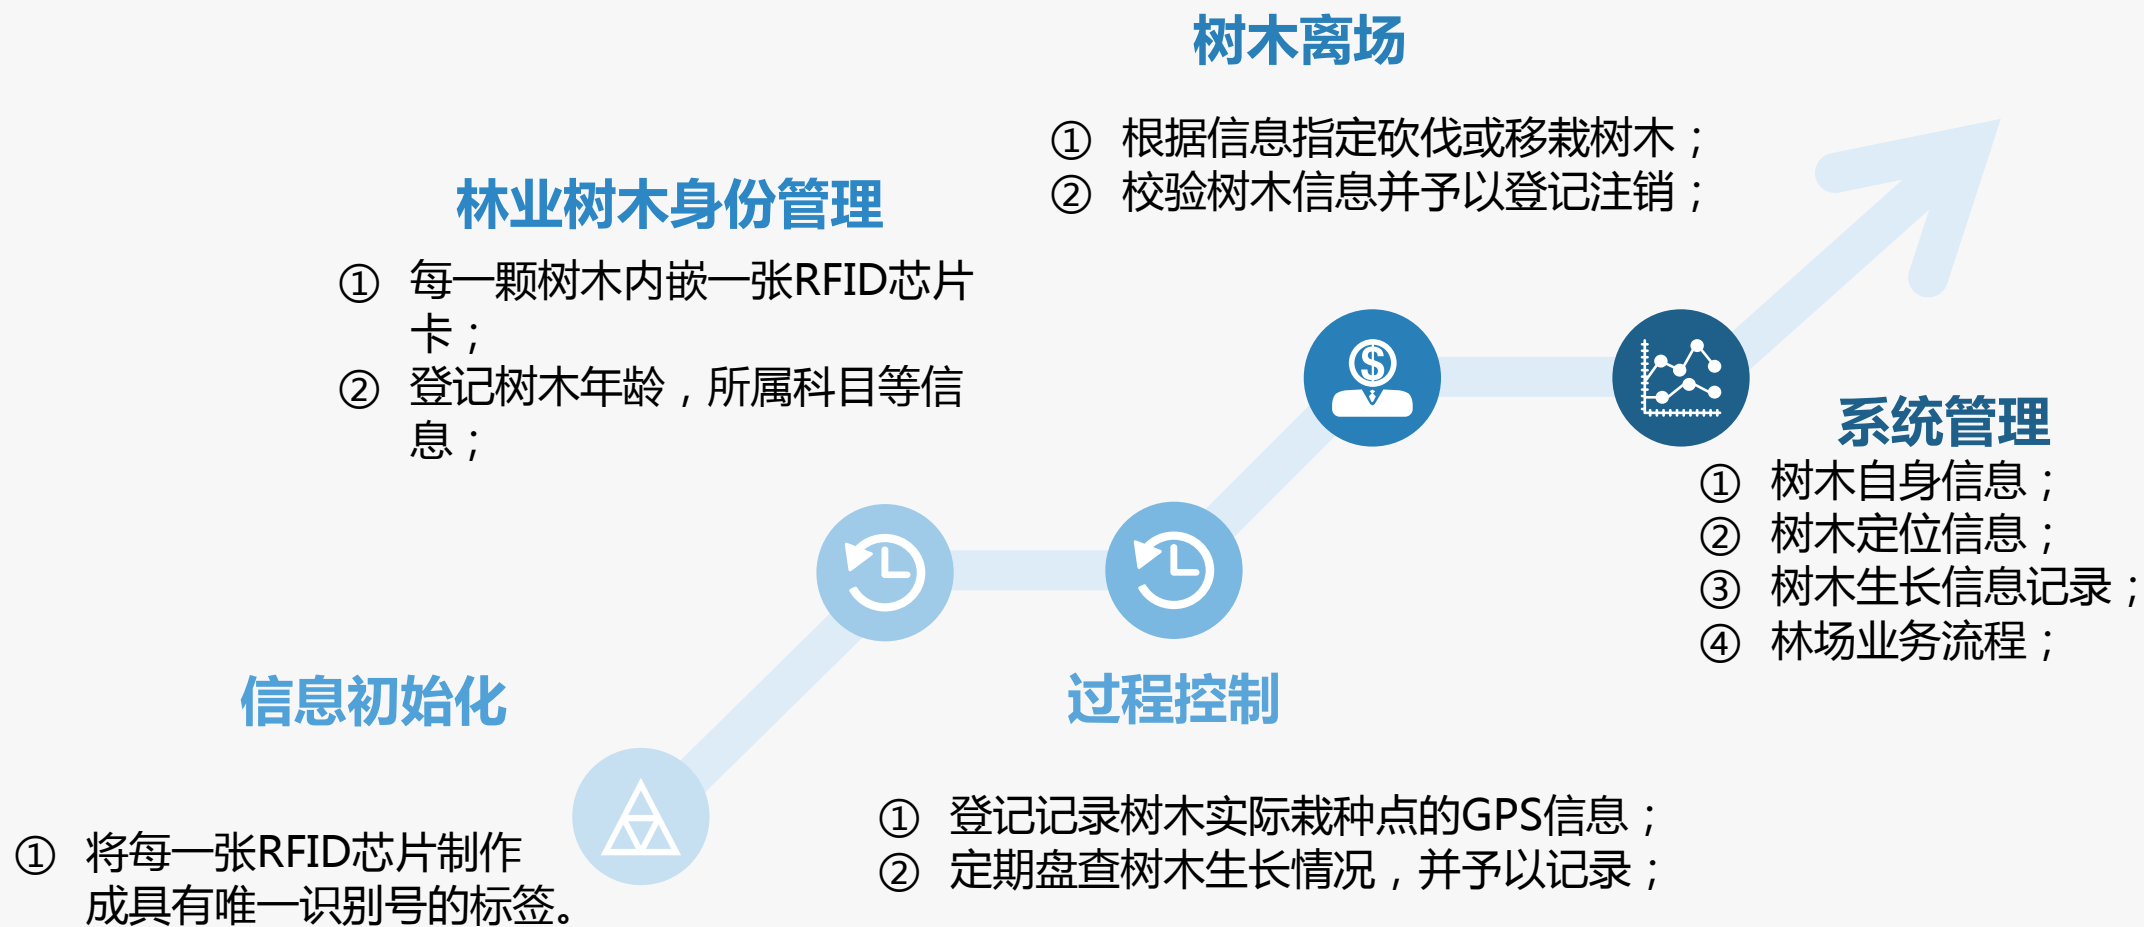 树木离场
① 根据信息指定砍伐或移栽树木；
② 校验树木信息并予以登记注销；
林业树木身份管理
① 每一颗树木内嵌一张RFID芯片
卡；
② 登记树木年龄，所属科目等信
息；
系统管理
① 树木自身信息；
② 树木定位信息；
③ 树木生长信息记录；
④ 林场业务流程；
信息初始化
① 将每一张RFID芯片制作
成具有唯一识别号的标签。
过程控制
① 登记记录树木实际栽种点的GPS信息；
② 定期盘查树木生长情况，并予以记录；